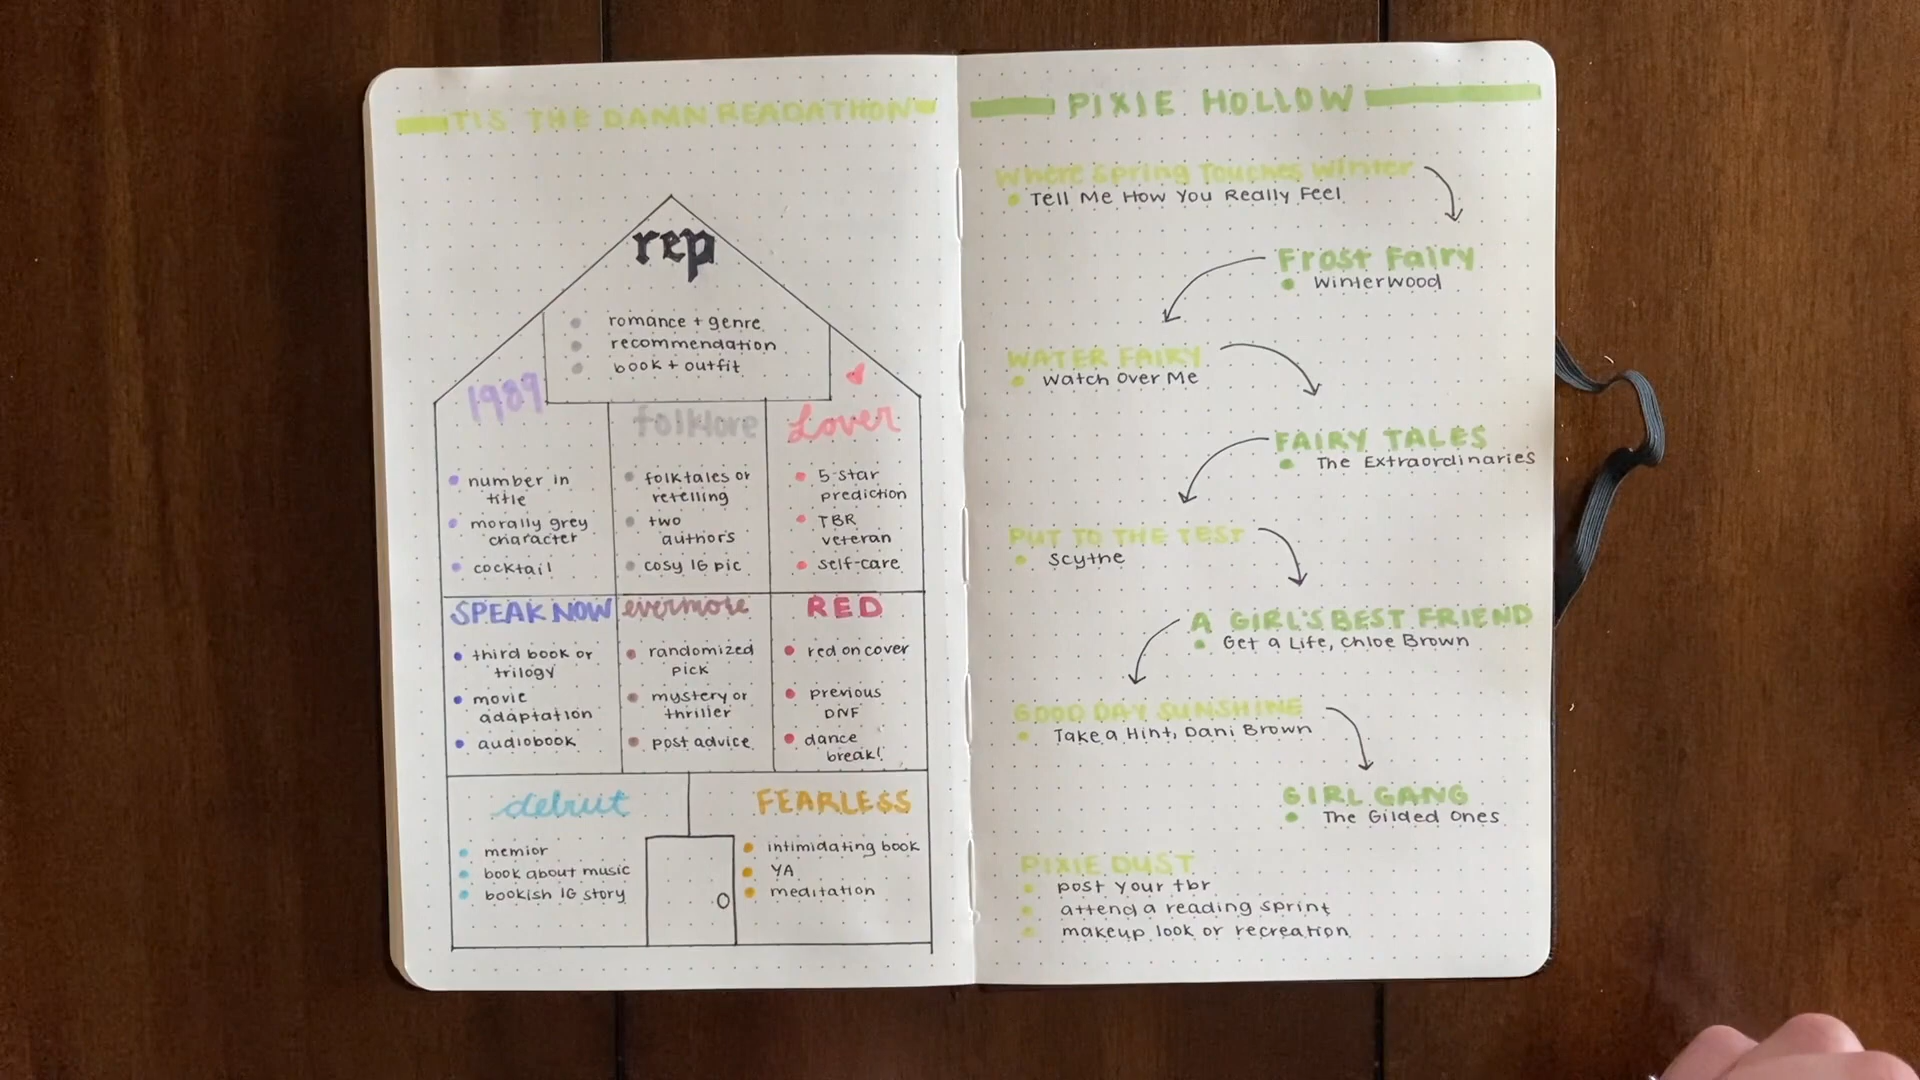 'TIS THE DAMN READATHON
rep
romance + genre
recommendation
book + outfit
1989
number in
title
morally grey
character
cocktail
folklore
folktales or
retelling
two
authors
cosy IG pic
Lover
5-star
prediction
TBR
veteran
self-care
SPEAK NOW
third book or
trilogy
movie
adaptation
audiobook
evermore
randomized
pick
mystery or
thriller
post advice
RED
red on cover
previous
DNF
dance
break!
debut
memior
book about music
bookish IG story
FEARLESS
intimidating book
YA
meditation
PIXIE HOLLOW
Where Spring Touches Winter
Tell Me How You Really Feel
Frost Fairy
Winterwood
WATER FAIRY
Watch Over Me
FAIRY TALES
The Extraordinaries
PUT TO THE TEST
Scythe
A GIRL'S BEST FRIEND
Get a Life, Chloe Brown
GOOD DAY SUNSHINE
Take a Hint, Dani Brown
GIRL GANG
The Gilded Ones
PIXIE DUST
post your tbr
attend a reading sprint
makeup look or recreation